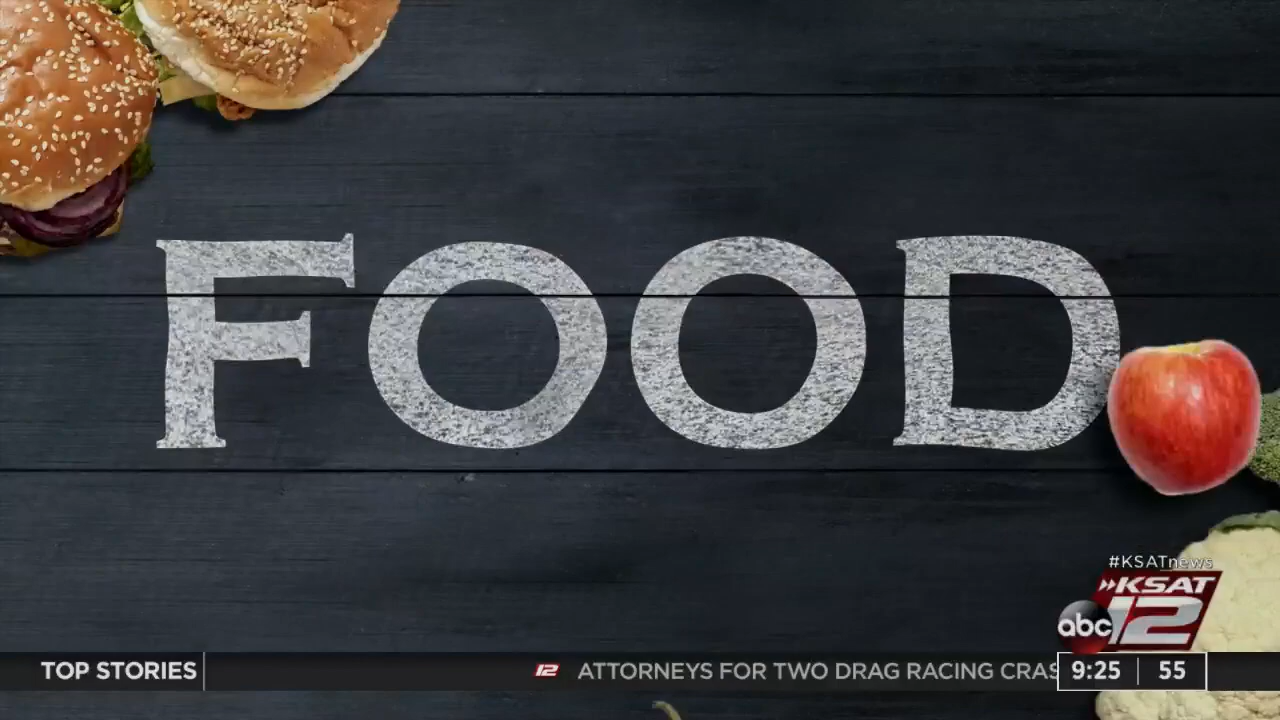 FOOD
#KSATnews
KSAT
abc 12
TOP STORIES
12 ATTORNEYS FOR TWO DRAG RACING CRAS
9:25 55